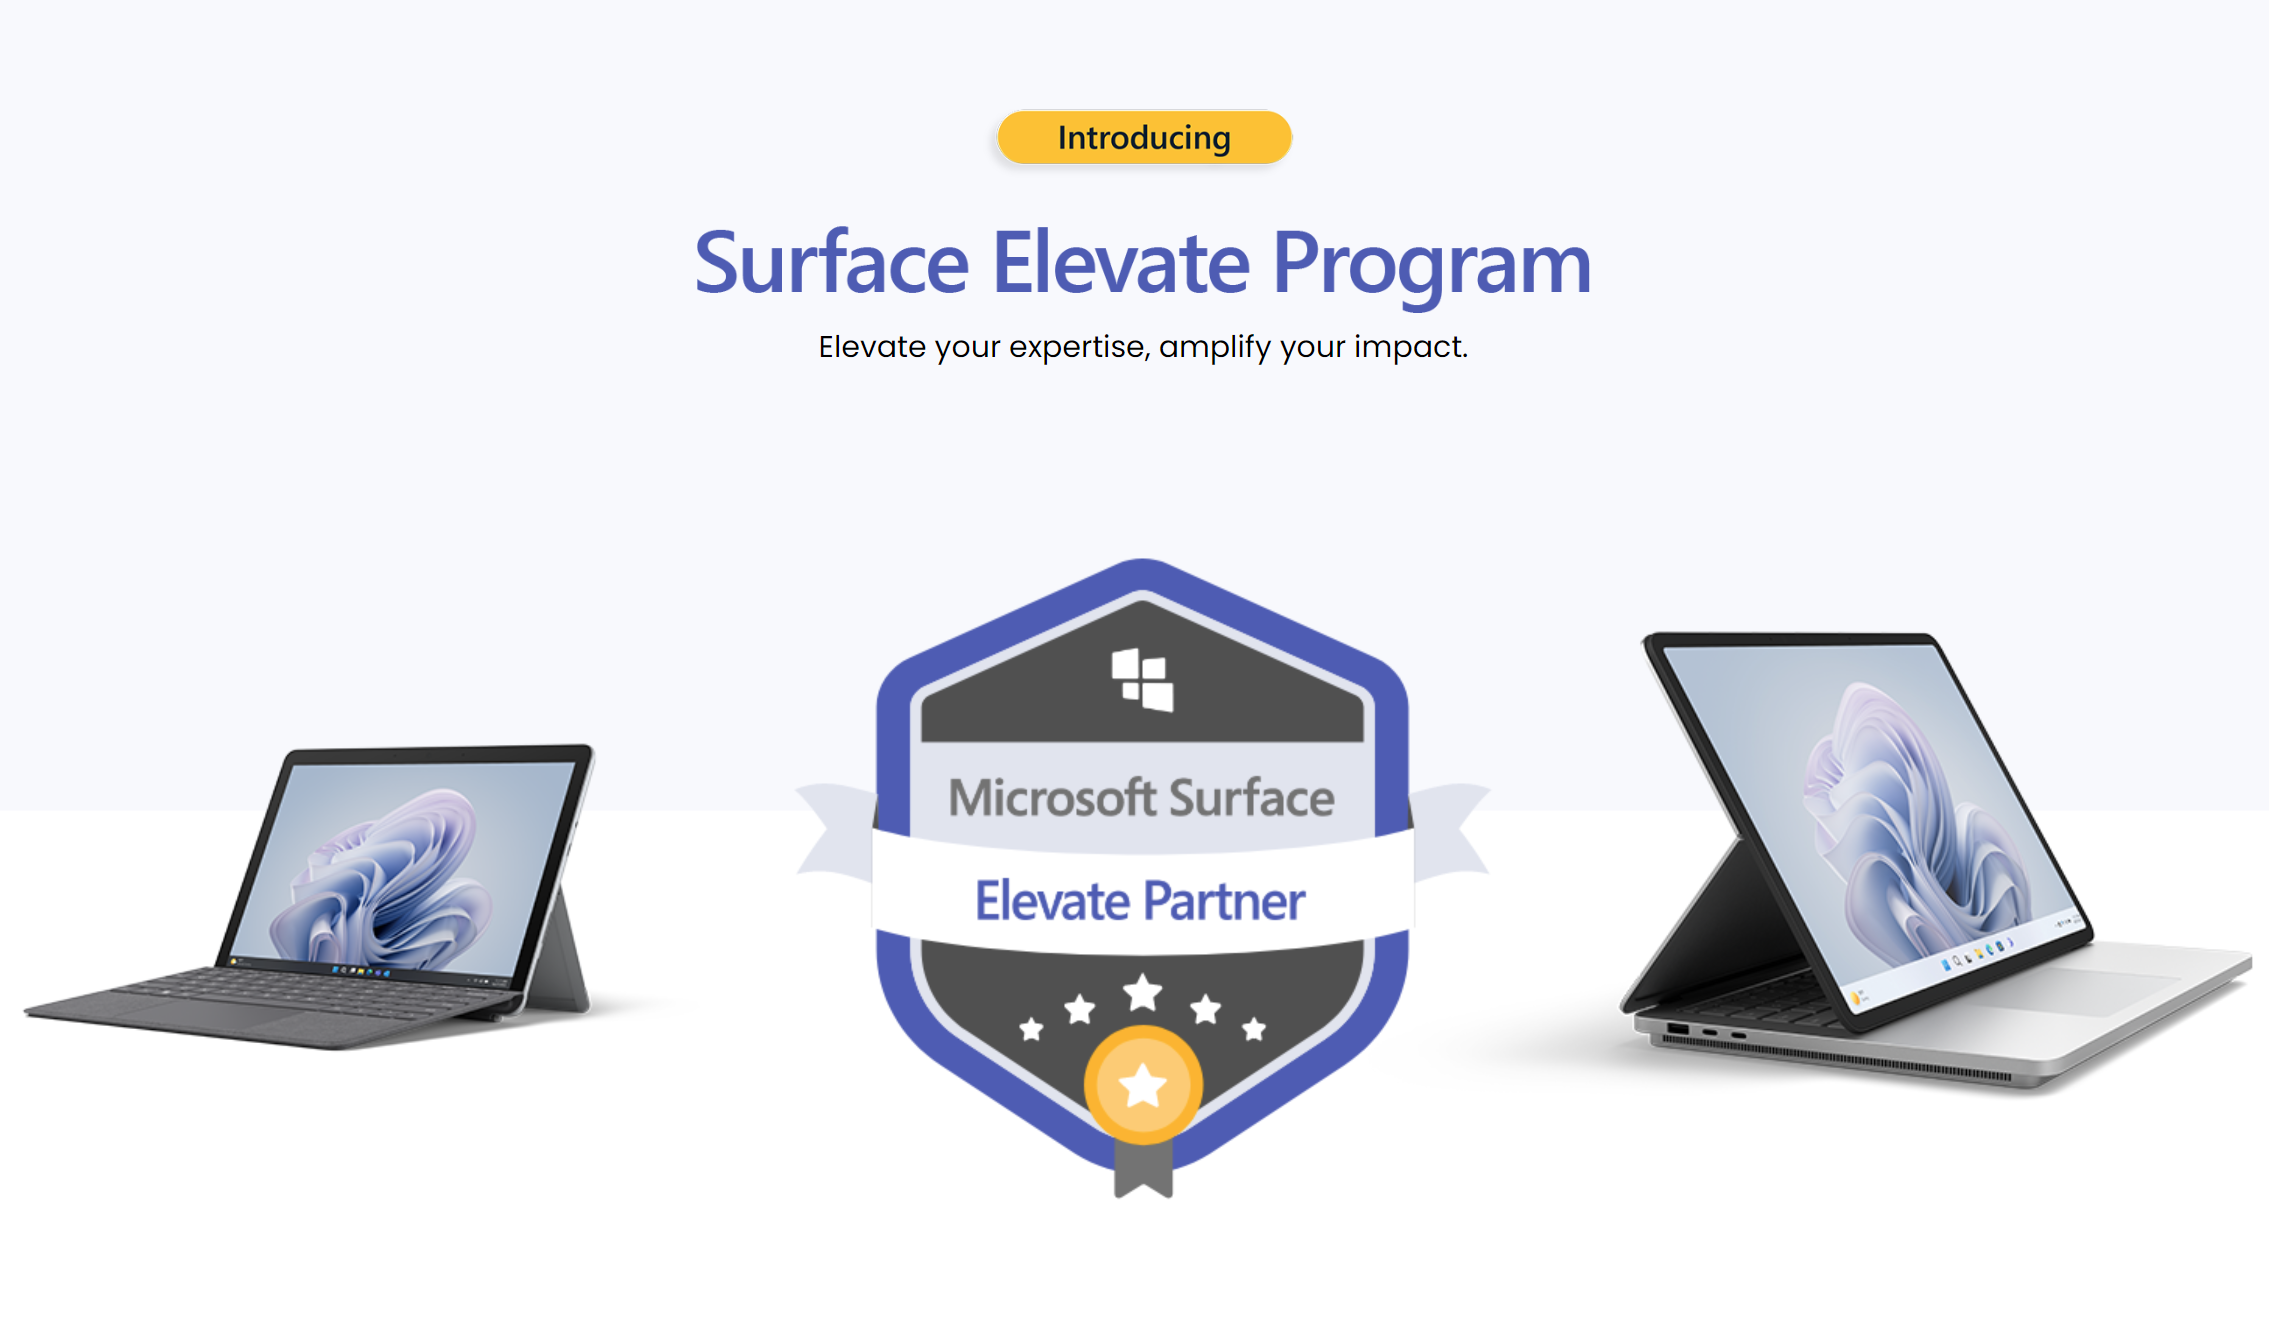 Introducing
Surface Elevate Program
Elevate your expertise, amplify your impact.
Microsoft Surface
Elevate Partner